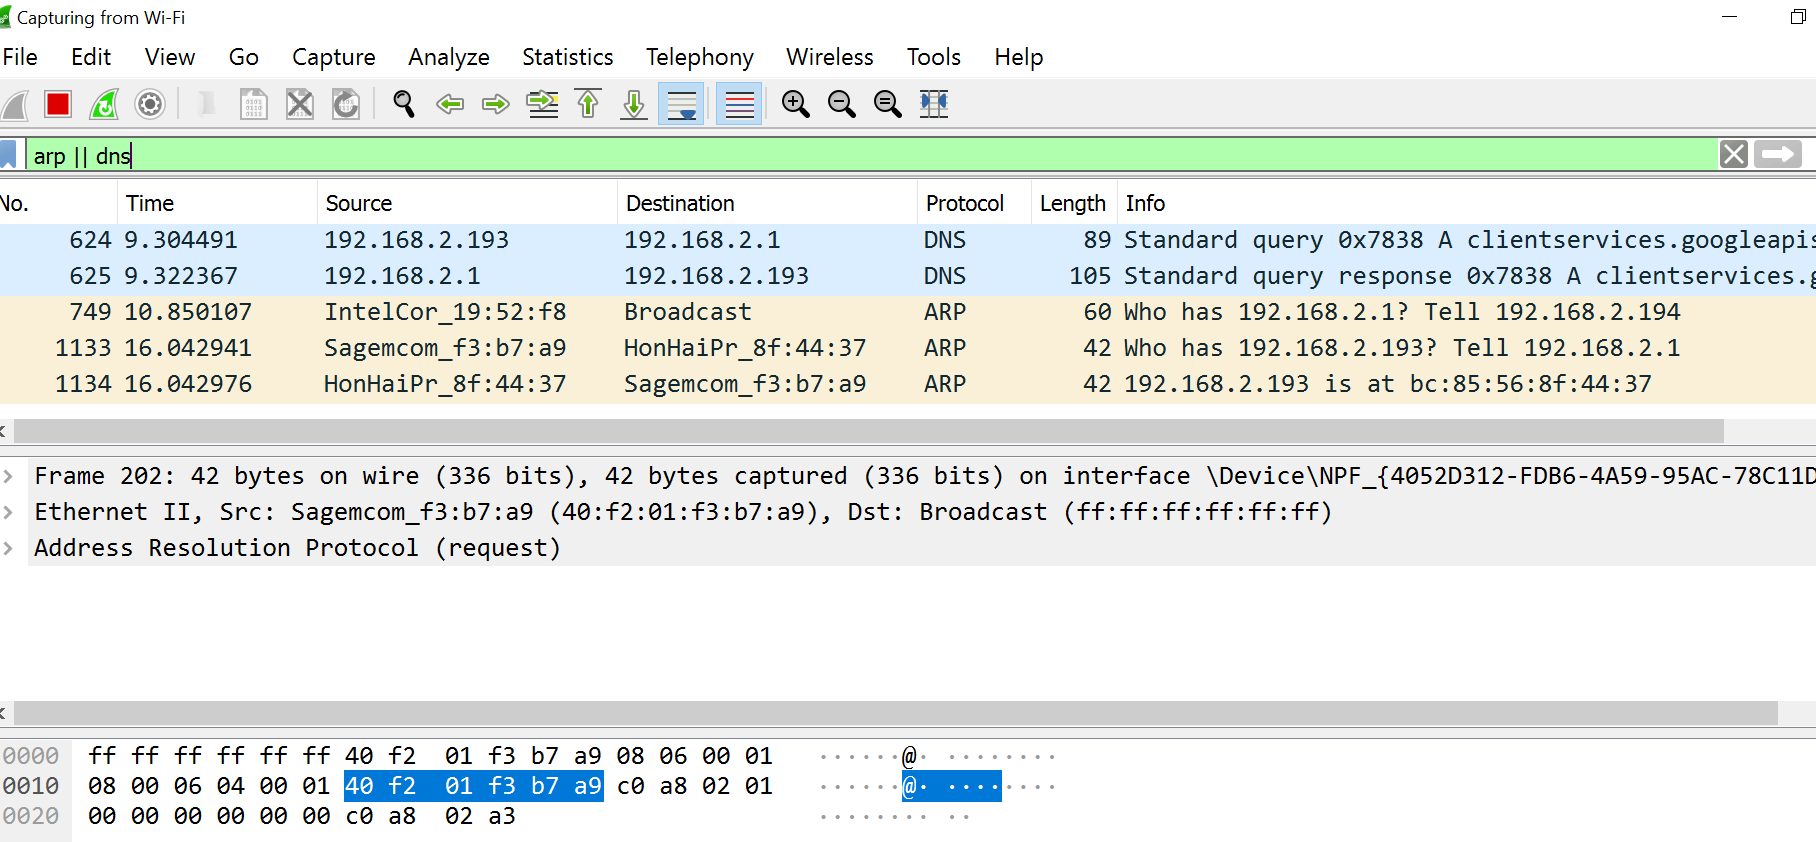 Capturing from Wi-Fi
File Edit View Go Capture Analyze Statistics Telephony Wireless Tools Help
arp || dns
No. Time Source Destination Protocol Length Info
624 9.304491 192.168.2.193 192.168.2.1 DNS 89 Standard query 0x7838 A clientservices.googleapis
625 9.322367 192.168.2.1 192.168.2.193 DNS 105 Standard query response 0x7838 A clientservices.g
749 10.850107 IntelCor_19:52:f8 Broadcast ARP 60 Who has 192.168.2.1? Tell 192.168.2.194
1133 16.042941 Sagemcom_f3:b7:a9 HonHaiPr_8f:44:37 ARP 42 Who has 192.168.2.193? Tell 192.168.2.1
1134 16.042976 HonHaiPr_8f:44:37 Sagemcom_f3:b7:a9 ARP 42 192.168.2.193 is at bc:85:56:8f:44:37
Frame 202: 42 bytes on wire (336 bits), 42 bytes captured (336 bits) on interface \Device\NPF_{4052D312-FDB6-4A59-95AC-78C11D
Ethernet II, Src: Sagemcom_f3:b7:a9 (40:f2:01:f3:b7:a9), Dst: Broadcast (ff:ff:ff:ff:ff:ff)
Address Resolution Protocol (request)
0000 ff ff ff ff ff ff 40 f2 01 f3 b7 a9 08 06 00 01 ······@· ········
0010 08 00 06 04 00 01 40 f2 01 f3 b7 a9 c0 a8 02 01 ······@· ········
0020 00 00 00 00 00 00 c0 a8 02 a3 ········ ··